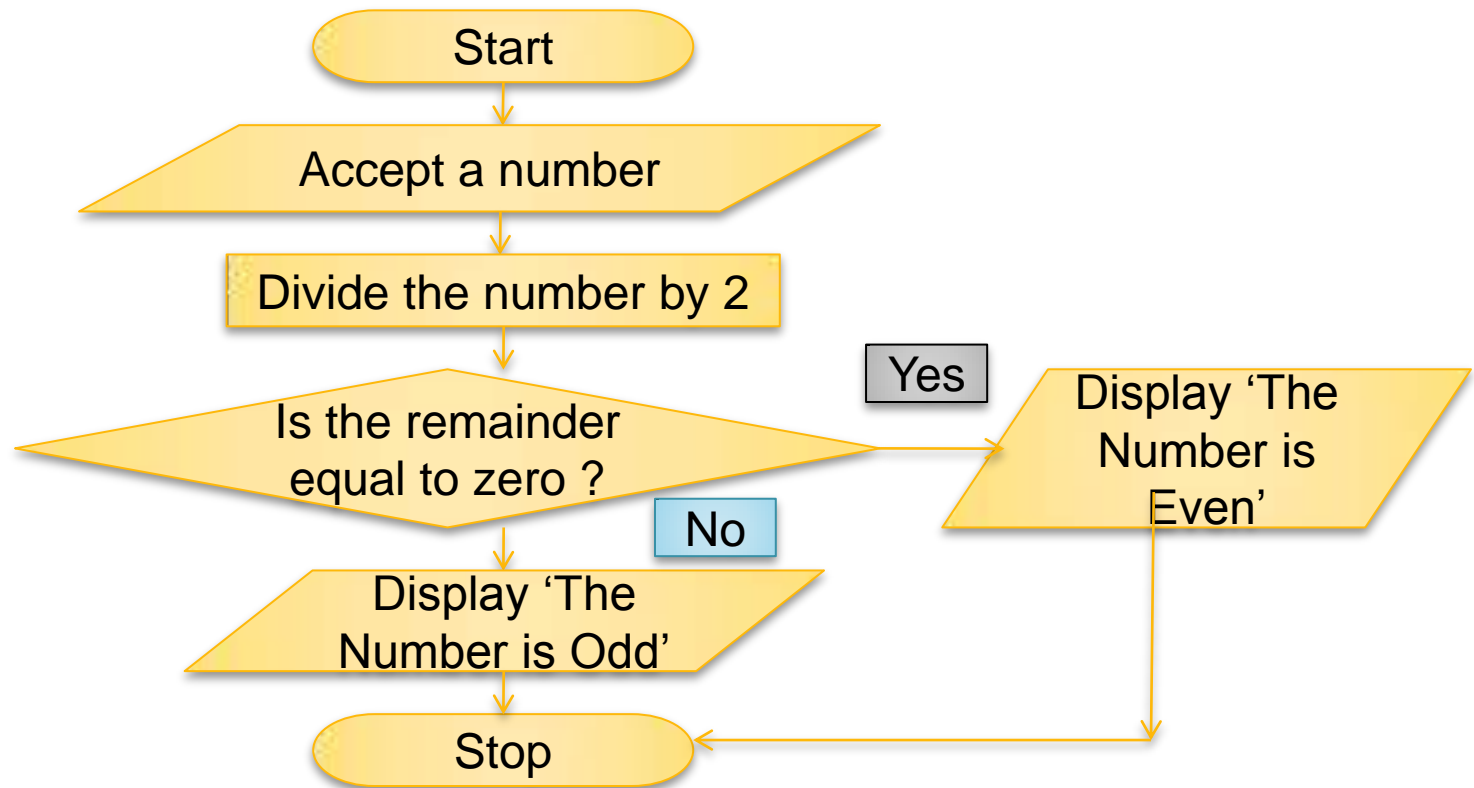 Start
Accept a number
Divide the number by 2
Is the remainder
equal to zero ?
Yes
Display ‘The
Number is
Even’
No
Display ‘The
Number is Odd’
Stop